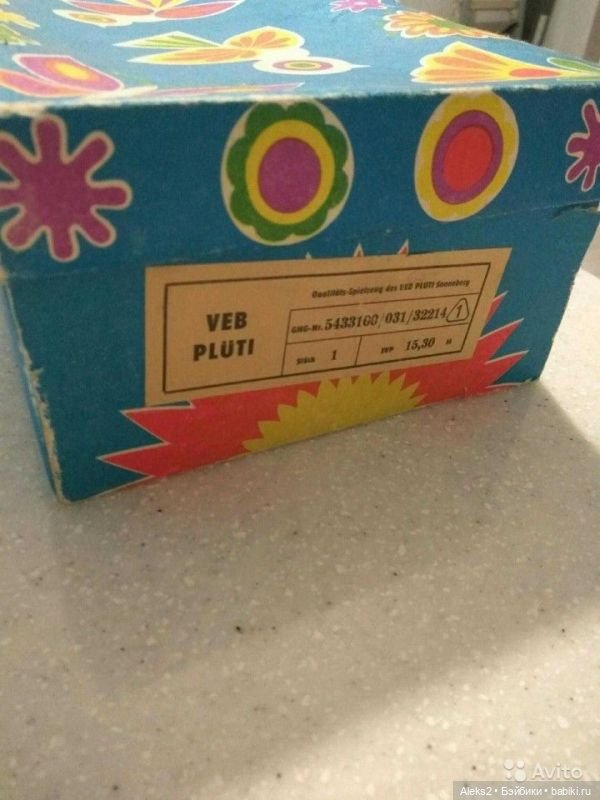 VEB
PLÜTI
Qualitäts-Spielzeug des VEB PLÜTI Sonneberg
GHG-Nr. 5433160/031/32214 1
Stück 1 EVP 15,30 M
Avito
Aleks2 • Бэйбики • babiki.ru